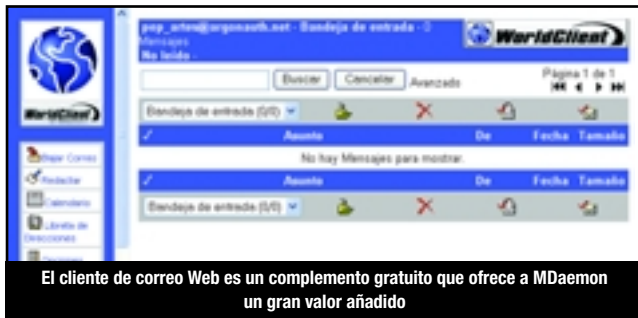 pop_artes@argonauth.net - Bandeja de entrada - 0
Mensajes
No leído -
WorldClient
Buscar Cancelar Avanzado
Página 1 de 1
Bandeja de entrada (0/0)
WorldClient
✓ Asunto De Fecha Tamaño
No hay Mensajes para mostrar.
✓ Asunto De Fecha Tamaño
Bandeja de entrada (0/0)
Bajar Correo
Redactar
Calendario
Libreta de
Direcciones
El cliente de correo Web es un complemento gratuito que ofrece a MDaemon
un gran valor añadido